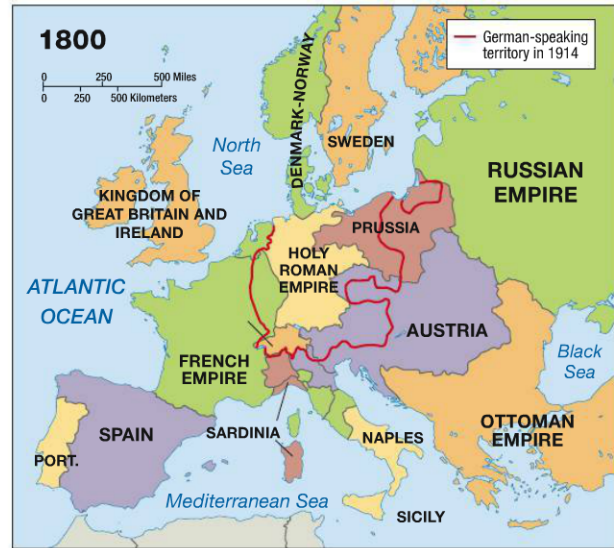 1800
0 250 500 Miles
0 250 500 Kilometers
German-speaking
territory in 1914
North
Sea
DENMARK-NORWAY
SWEDEN
RUSSIAN
EMPIRE
KINGDOM OF
GREAT BRITAIN AND
IRELAND
PRUSSIA
HOLY
ROMAN
EMPIRE
ATLANTIC
OCEAN
AUSTRIA
FRENCH
EMPIRE
Black
Sea
SPAIN
PORT.
SARDINIA
NAPLES
OTTOMAN
EMPIRE
Mediterranean Sea
SICILY